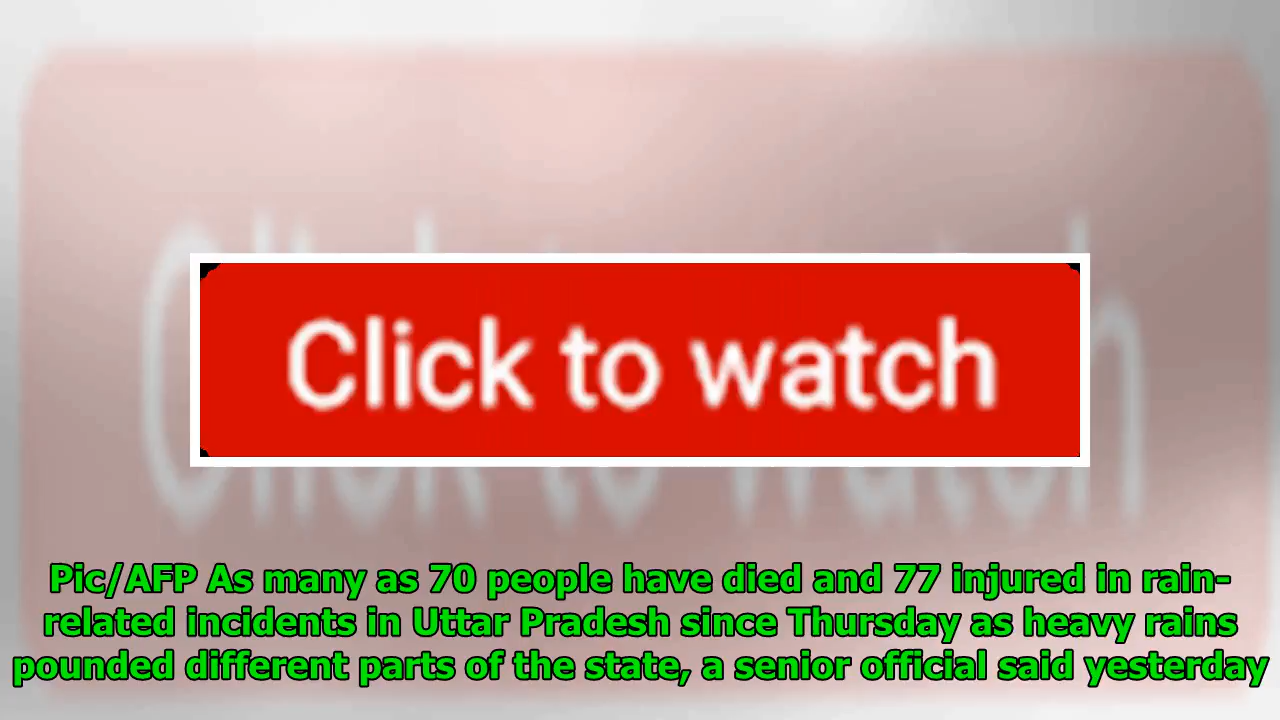 Click to watch
Pic/AFP As many as 70 people have died and 77 injured in rain-
related incidents in Uttar Pradesh since Thursday as heavy rains
pounded different parts of the state, a senior official said yesterday